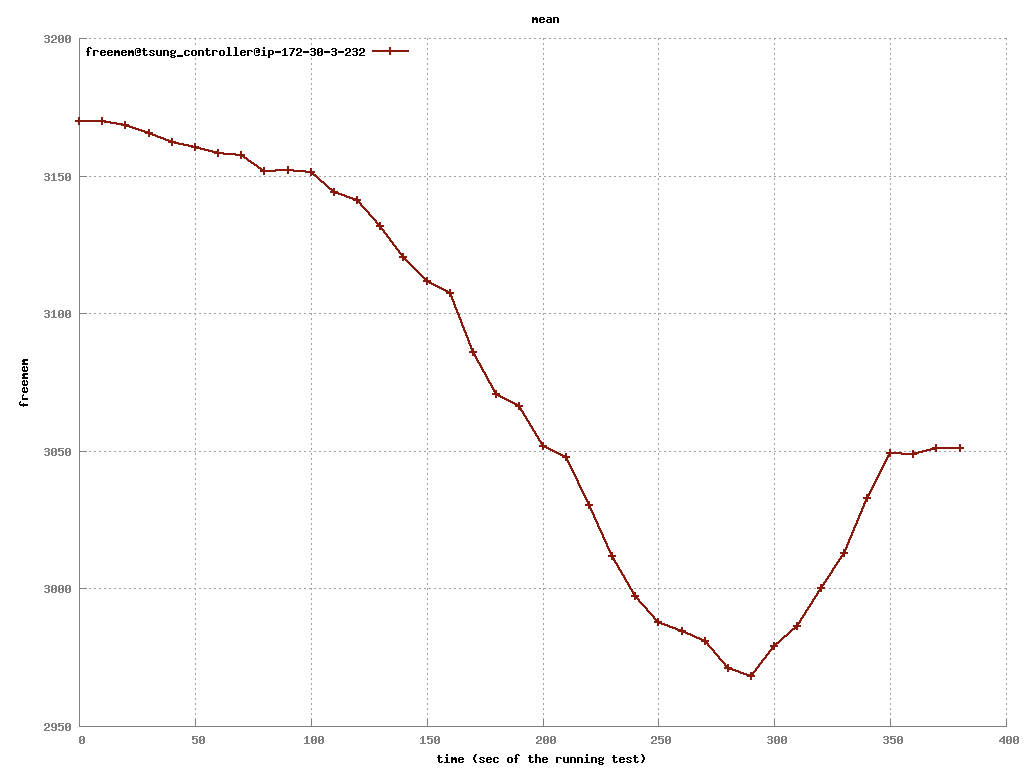 mean
3200
freemem@tsung_controller@ip-172-30-3-232
3150
3100
freemem
3050
3000
2950
0 50 100 150 200 250 300 350 400
time (sec of the running test)